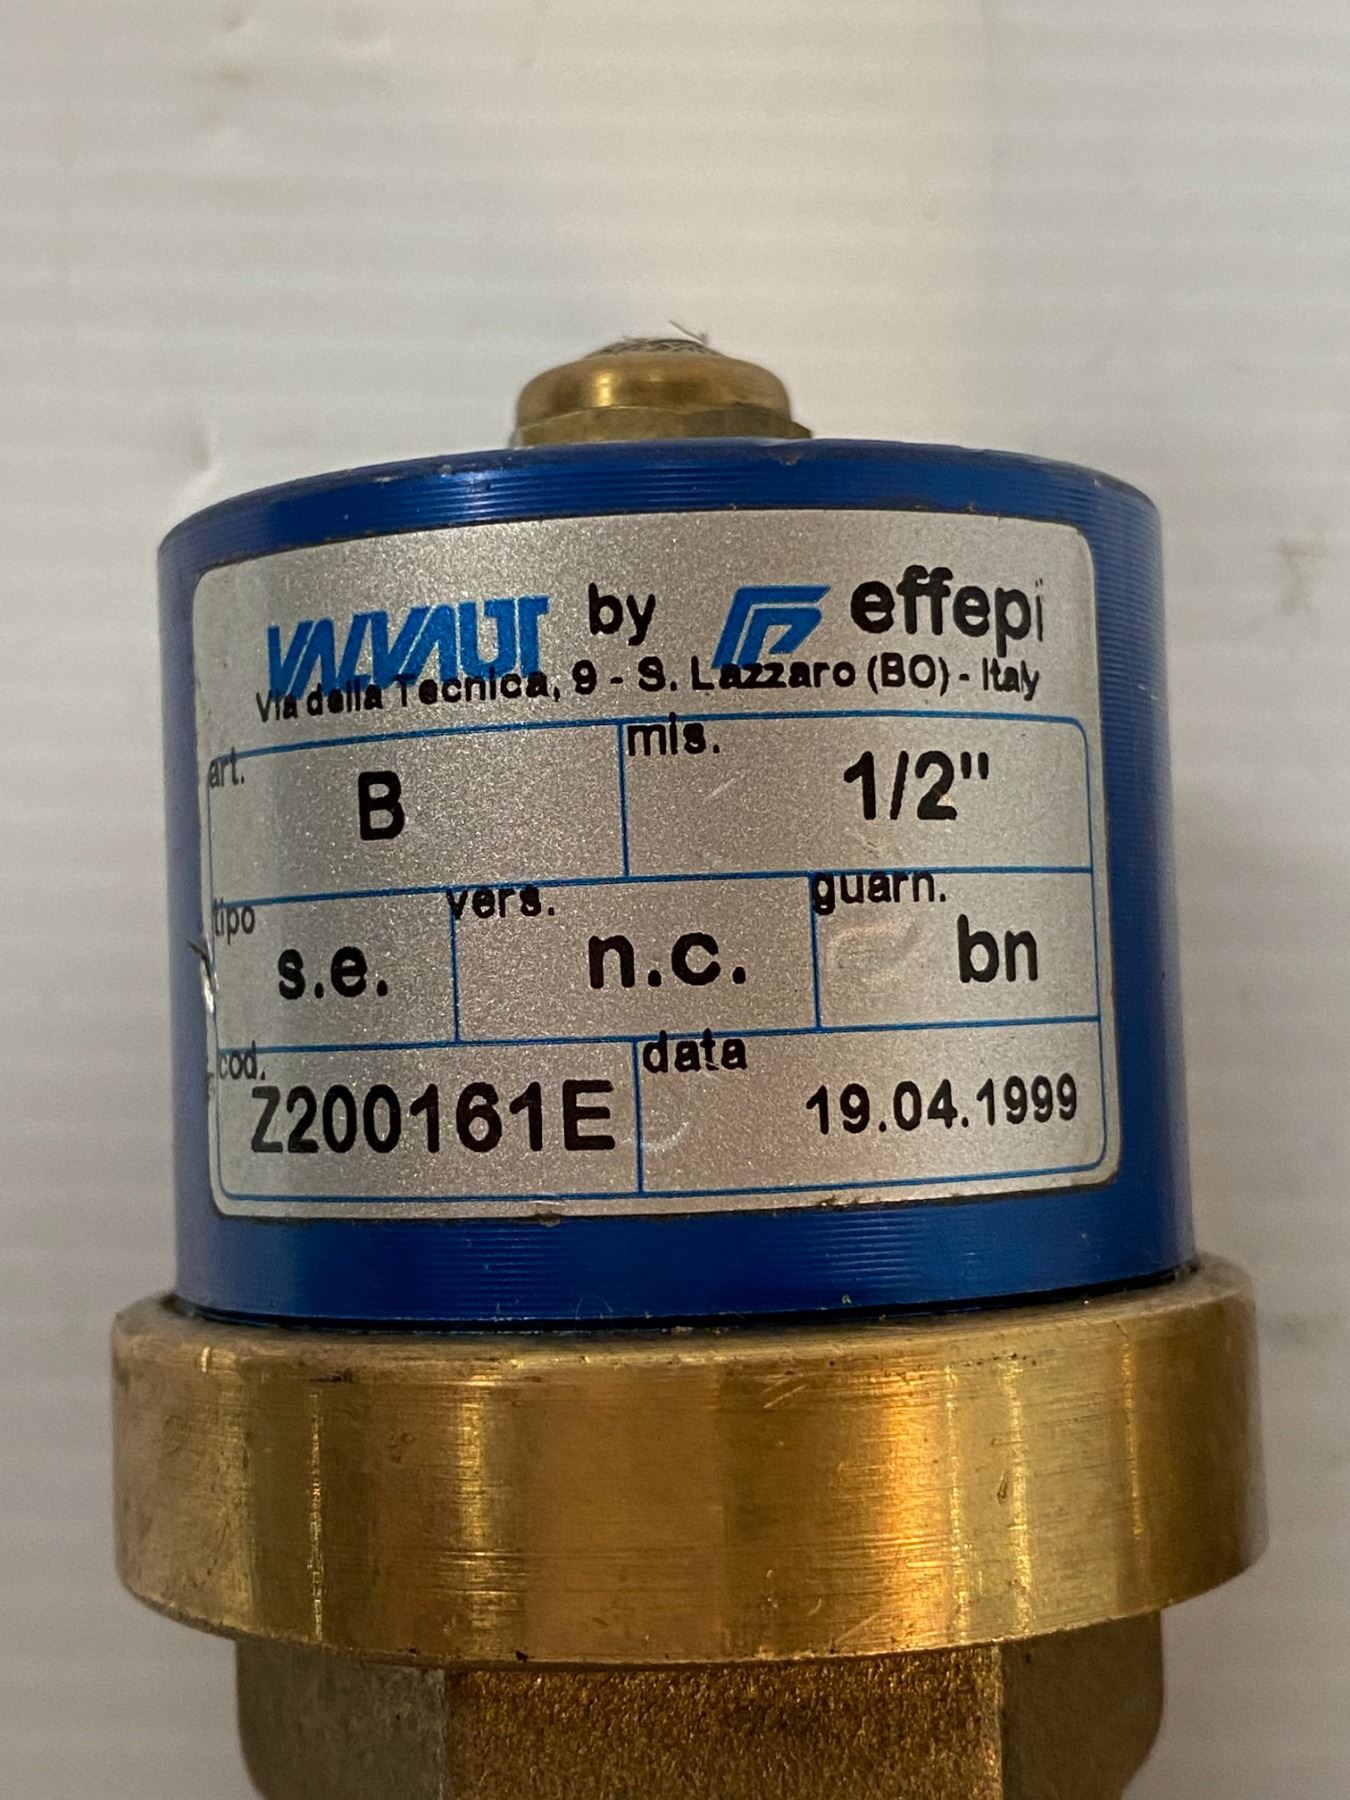 VALVAUT by effepi
Via della Tecnica, 9 - S. Lazzaro (BO) - Italy
art. B mis. 1/2"
tipo s.e. vers. n.c. guarn. bn
cod. Z200161E data 19.04.1999